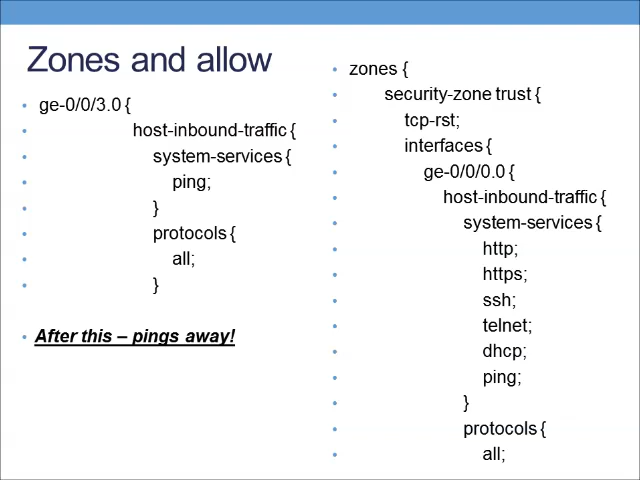 Zones and allow
ge-0/0/3.0 {
host-inbound-traffic {
system-services {
ping;
}
protocols {
all;
}
After this – pings away!
zones {
security-zone trust {
tcp-rst;
interfaces {
ge-0/0/0.0 {
host-inbound-traffic {
system-services {
http;
https;
ssh;
telnet;
dhcp;
ping;
}
protocols {
all;